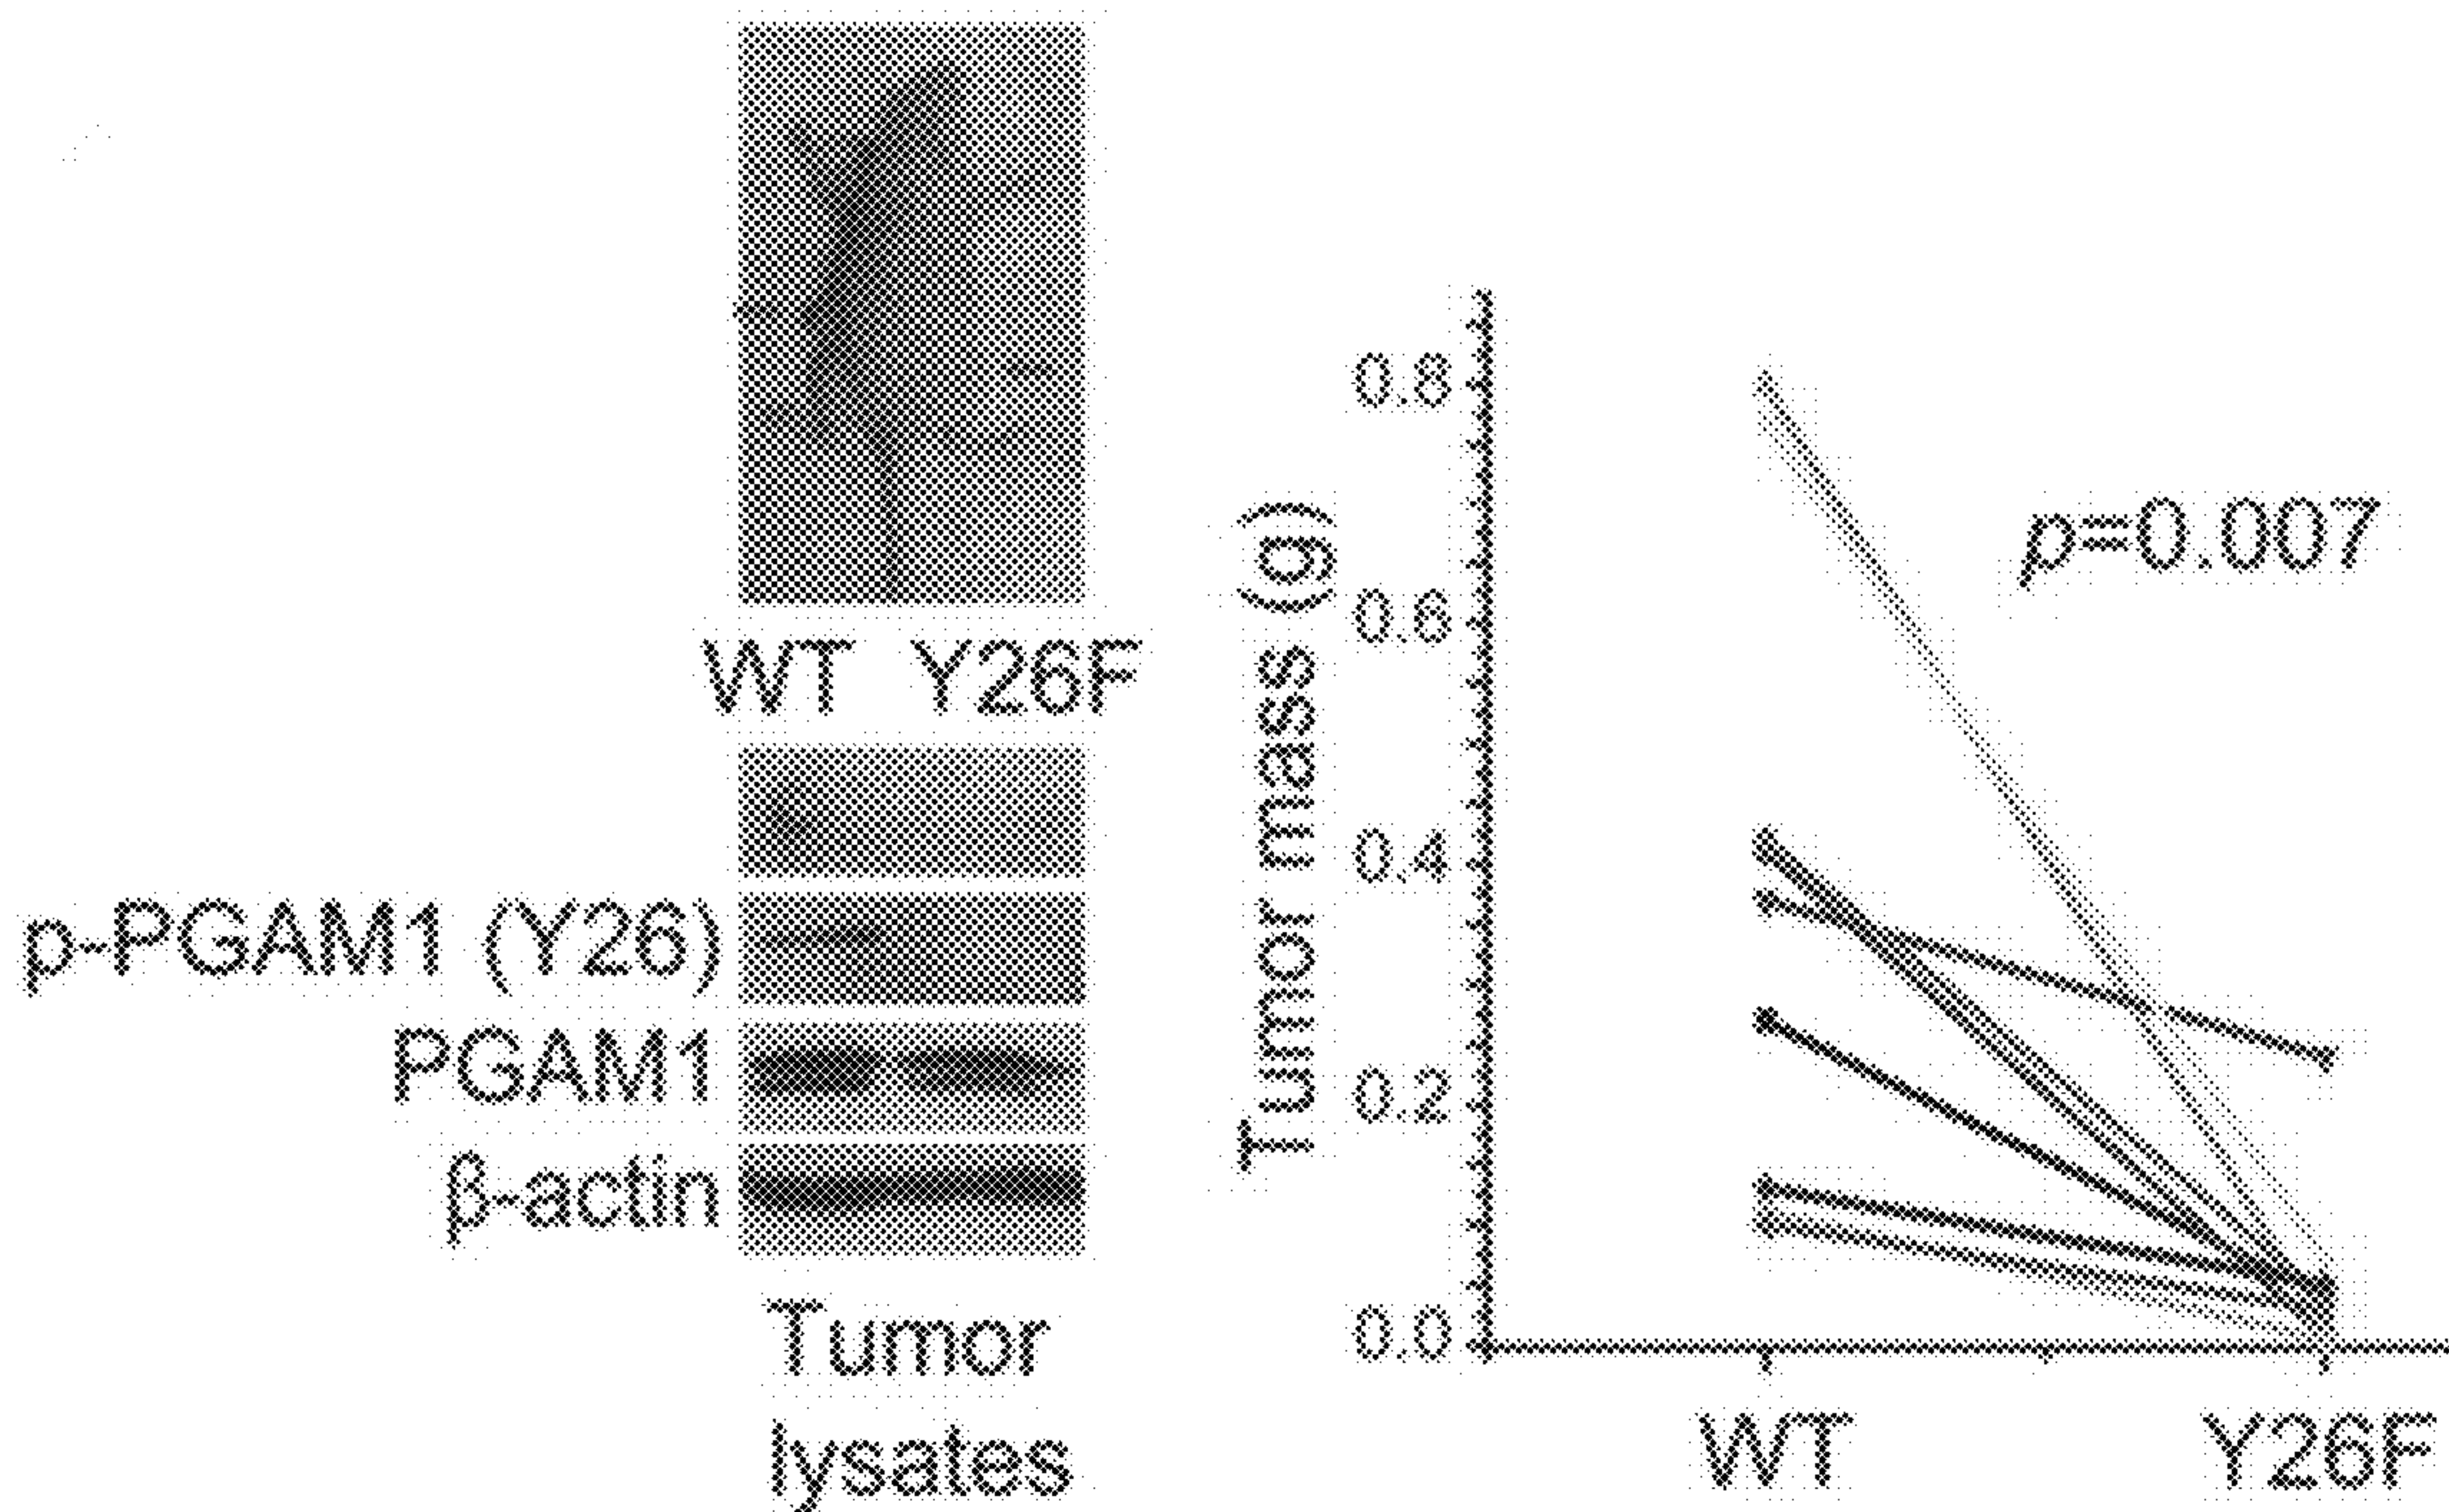 WT Y26F
p-PGAM1 (Y26)
PGAM1
β-actin
Tumor
lysates
Tumor mass (g)
0.8
0.6
0.4
0.2
0.0
p=0.007
WT Y26F